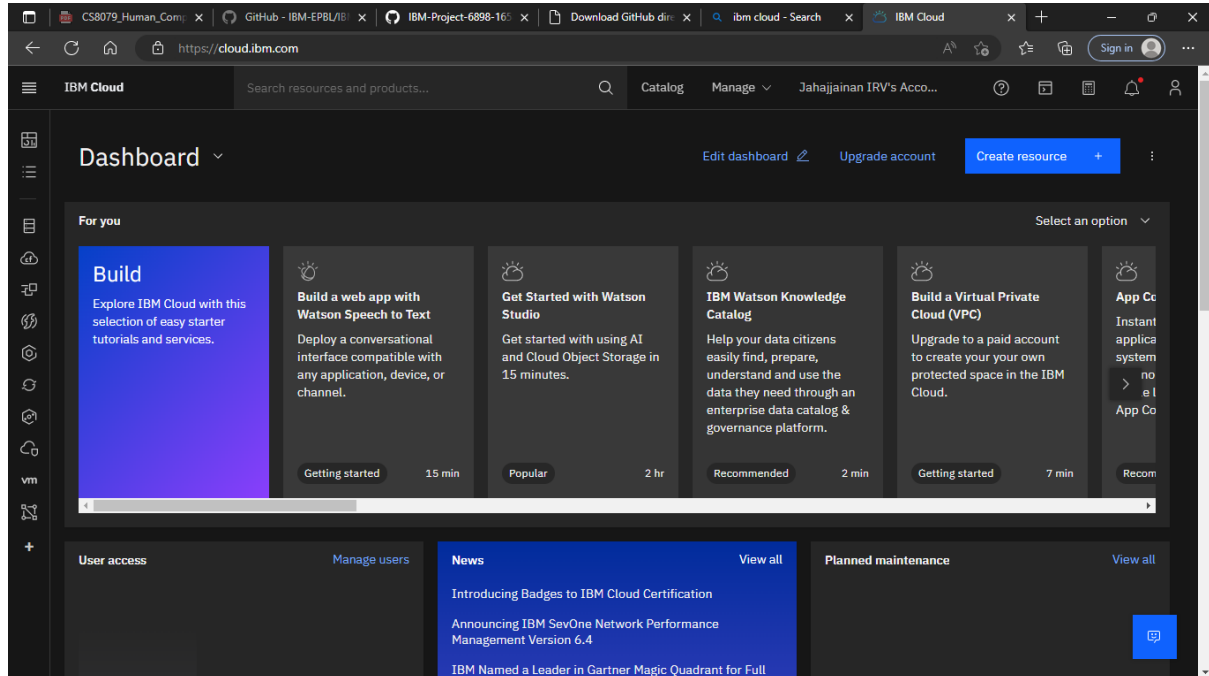 CS8079_Human_Comp
GitHub - IBM-EPBL/IB
IBM-Project-6898-165
Download GitHub dire
ibm cloud - Search
IBM Cloud
https://cloud.ibm.com
Sign in
IBM Cloud
Search resources and products...
Catalog
Manage
Jahajjainan IRV's Acco...
Dashboard
Edit dashboard
Upgrade account
Create resource +
For you
Select an option
Build
Explore IBM Cloud with this
selection of easy starter
tutorials and services.
Build a web app with
Watson Speech to Text
Deploy a conversational
interface compatible with
any application, device, or
channel.
Getting started 15 min
Get Started with Watson
Studio
Get started with using AI
and Cloud Object Storage in
15 minutes.
Popular 2 hr
IBM Watson Knowledge
Catalog
Help your data citizens
easily find, prepare,
understand and use the
data they need through an
enterprise data catalog &
governance platform.
Recommended 2 min
Build a Virtual Private
Cloud (VPC)
Upgrade to a paid account
to create your your own
protected space in the IBM
Cloud.
Getting started 7 min
App Co
Instant
applica
system
App Co
Recom
vm
User access
Manage users
News
View all
Introducing Badges to IBM Cloud Certification
Announcing IBM SevOne Network Performance
Management Version 6.4
IBM Named a Leader in Gartner Magic Quadrant for Full
Planned maintenance
View all